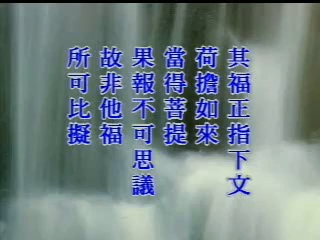 其福正指下文
荷擔如來
當得菩提
果報不可思議
故非他福
所可比擬